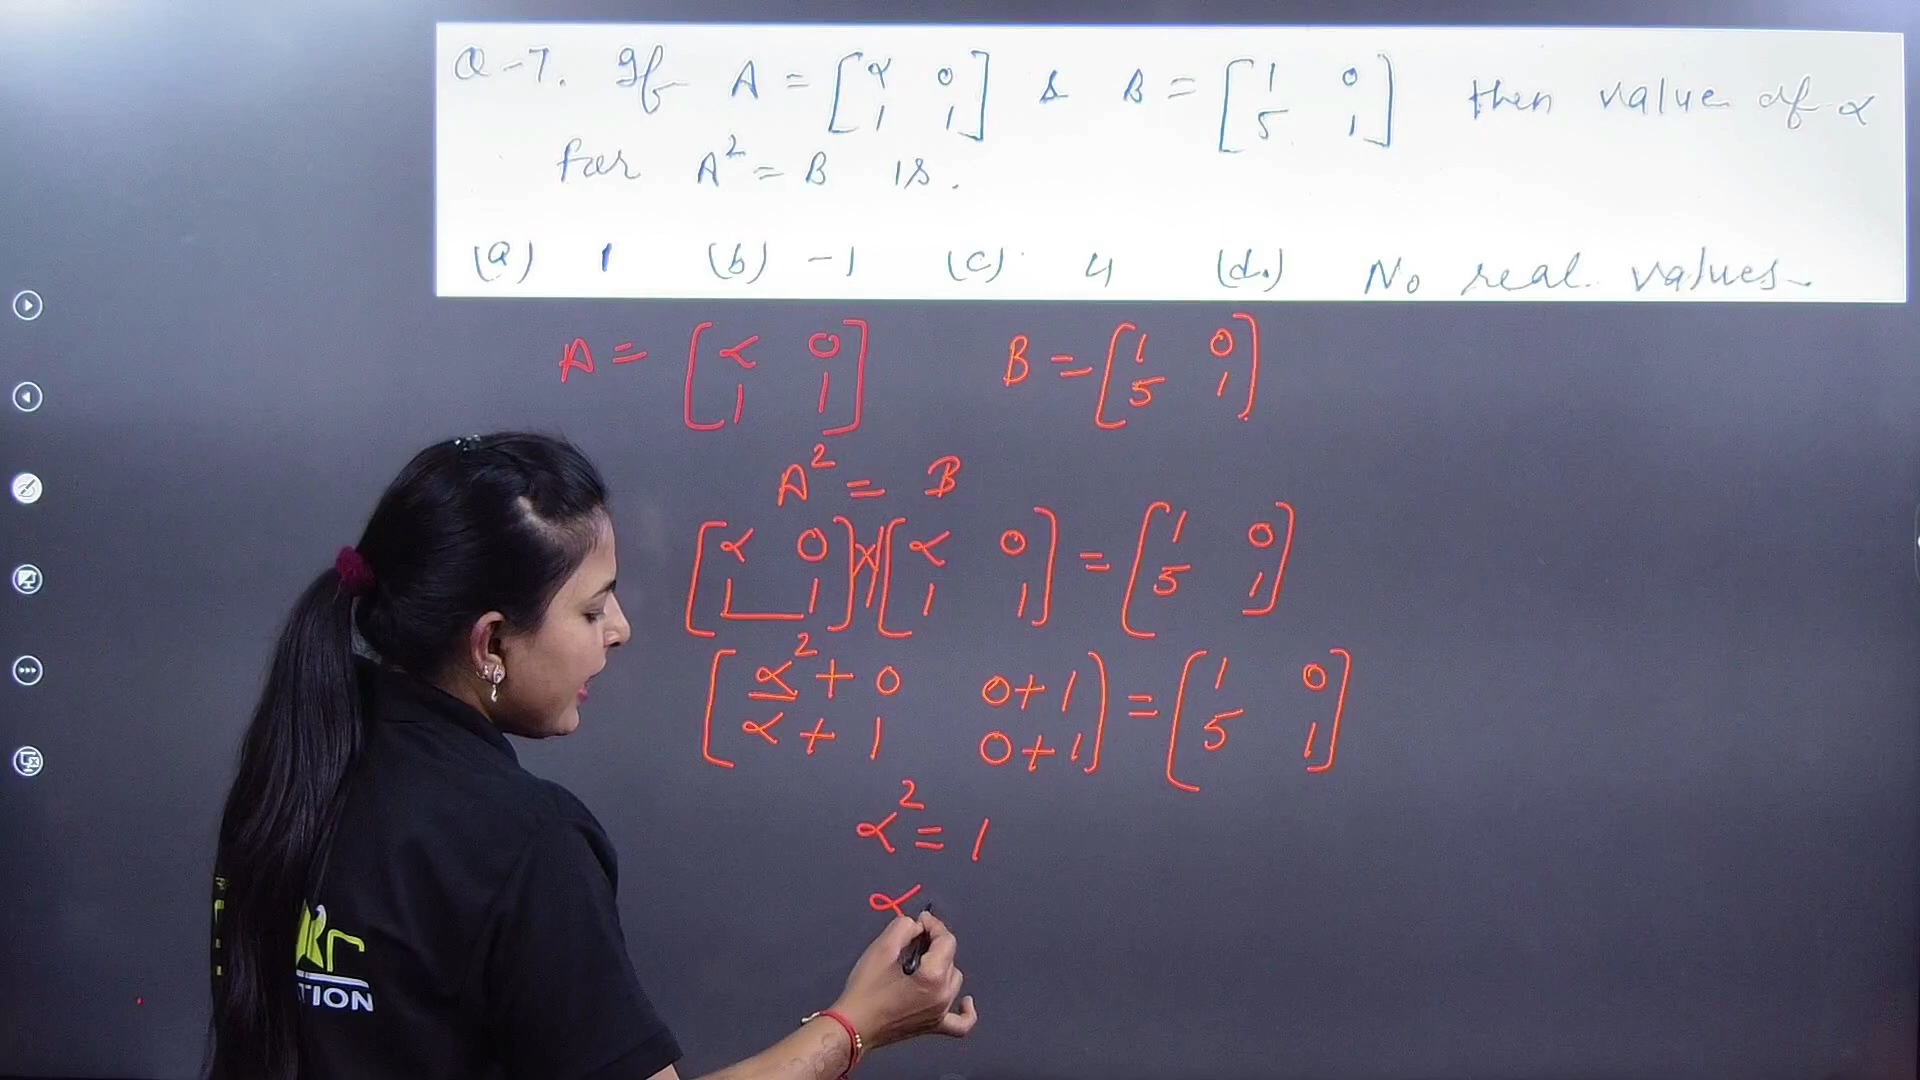 Q-7. If A = [α 0 1 1] & B = [1 0 5 1] then value of α
for A² = B is.
(a) 1 (b) -1 (c) 4 (d.) No real values.
A = [α 0 1 1] B = [1 0 5 1]
A² = B
[α 0 1 1] × [α 0 1 1] = [1 0 5 1]
[α²+0 0+1 α+1 0+1] = [1 0 5 1]
α² = 1
α
TION